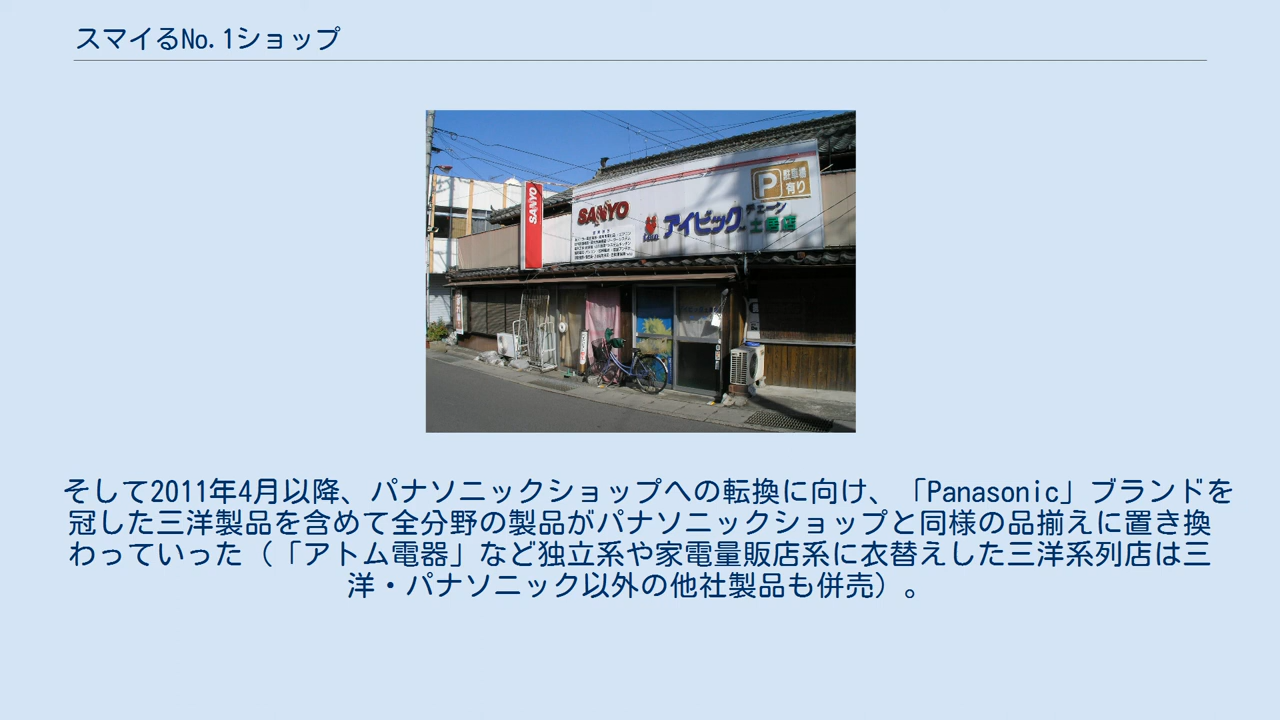 スマイるNo.1ショップ
SANYO
SANYO
P 駐車場有り
アイビック チェーン
土居店
そして2011年4月以降、パナソニックショップへの転換に向け、「Panasonic」ブランドを
冠した三洋製品を含めて全分野の製品がパナソニックショップと同様の品揃えに置き換
わっていった（「アトム電器」など独立系や家電量販店系に衣替えした三洋系列店は三
洋・パナソニック以外の他社製品も併売）。